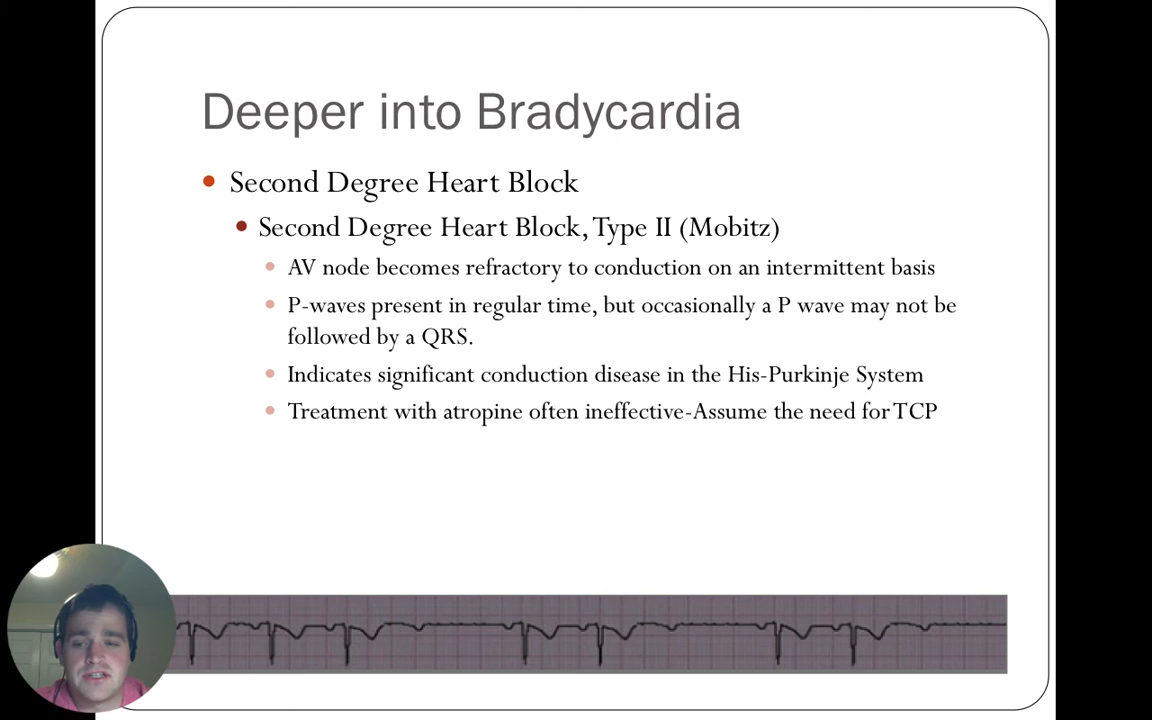 Deeper into Bradycardia
Second Degree Heart Block
Second Degree Heart Block, Type II (Mobitz)
AV node becomes refractory to conduction on an intermittent basis
P-waves present in regular time, but occasionally a P wave may not be
followed by a QRS.
Indicates significant conduction disease in the His-Purkinje System
Treatment with atropine often ineffective-Assume the need for TCP